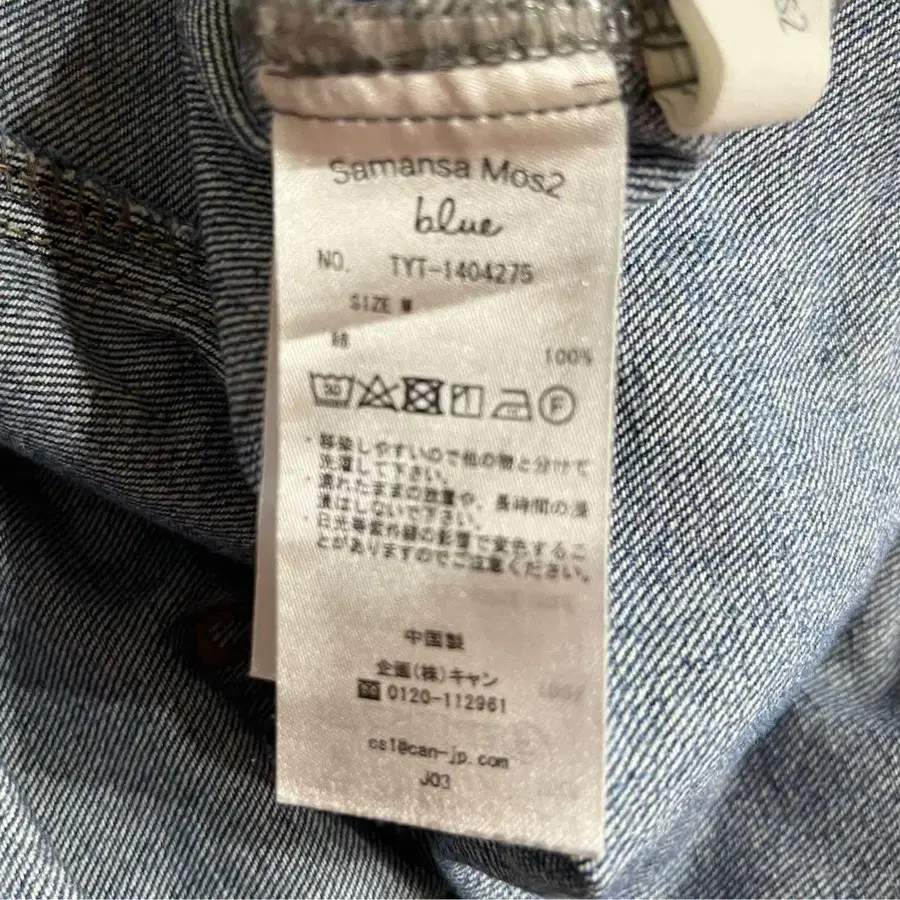 Samansa Mos2
blue
NO. TYT-1404275
SIZE M
綿 100%
・移染しやすいので他の物と分けて
洗濯して下さい。
・濡れたままの放置や、長時間の浸
漬はしないで下さい。
・日光等紫外線の影響で変色するこ
とがありますのでご注意ください。
中国製
企画(株)キャン
0120-112961
cs1@can-jp.com
J03
os2